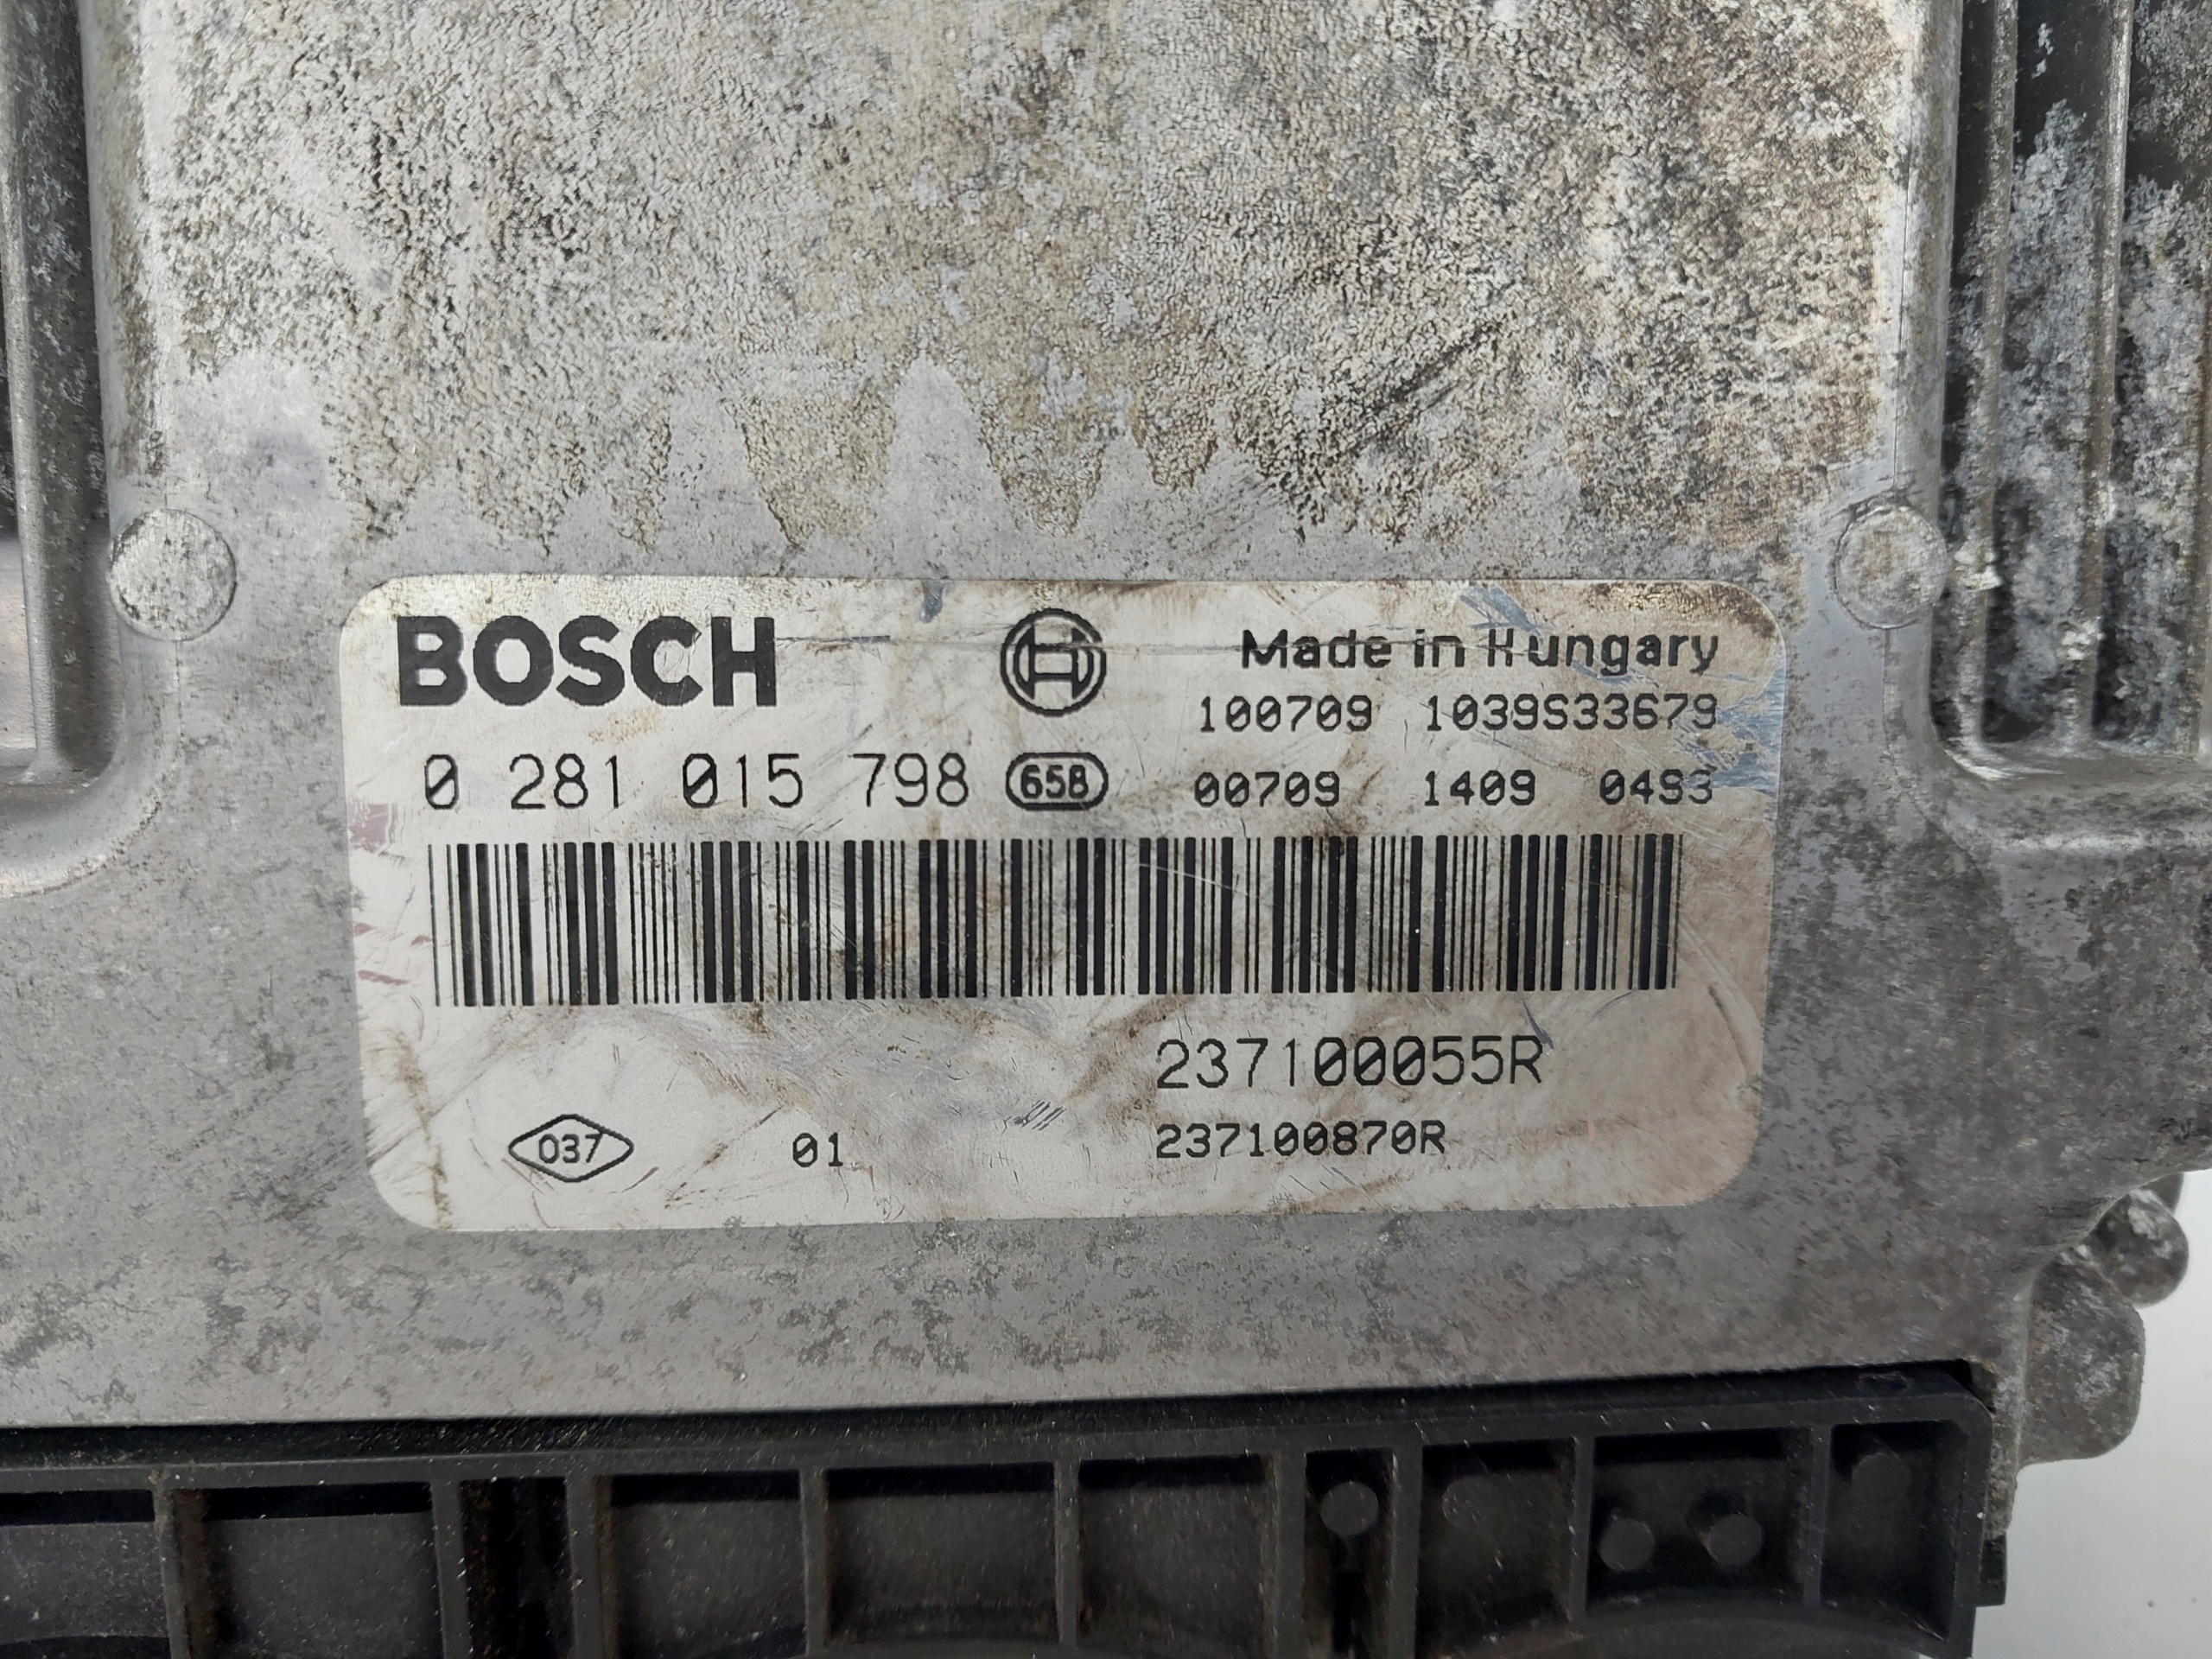 BOSCH
Made in Hungary
100709 1039S33679
0 281 015 798 658
00709 1409 0493
237100055R
037 01 237100870R